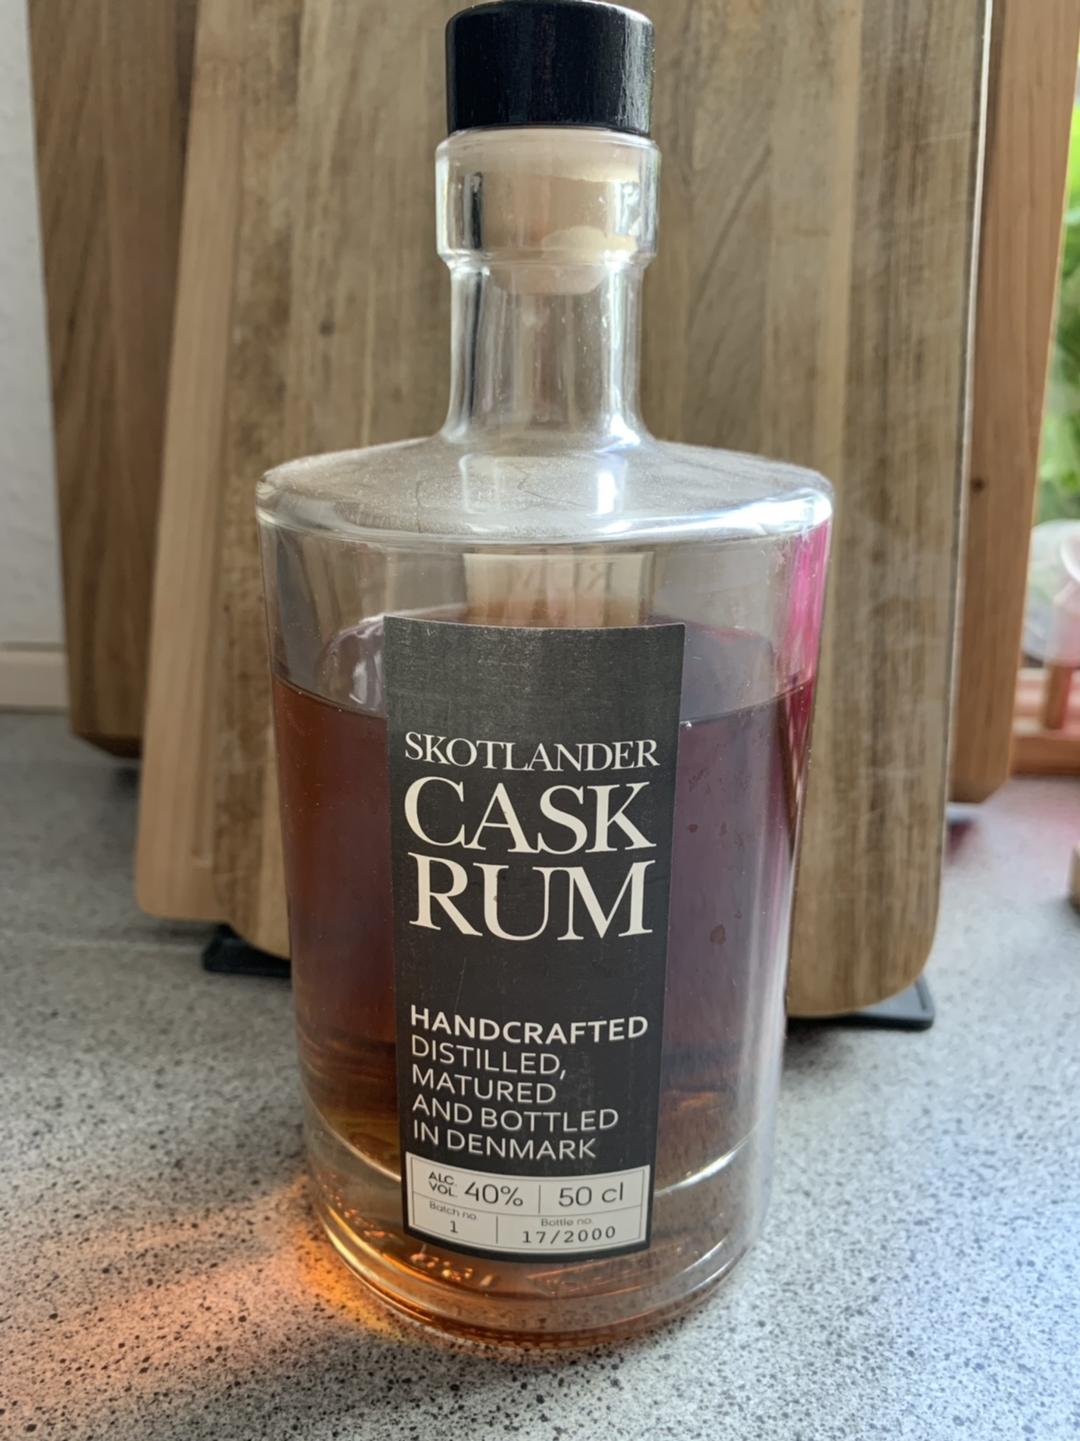 SKOTLANDER
CASK
RUM
HANDCRAFTED
DISTILLED,
MATURED
AND BOTTLED
IN DENMARK
ALC. VOL. 40% 50 cl
Batch no. Bottle no.
1 17/2000
RUM